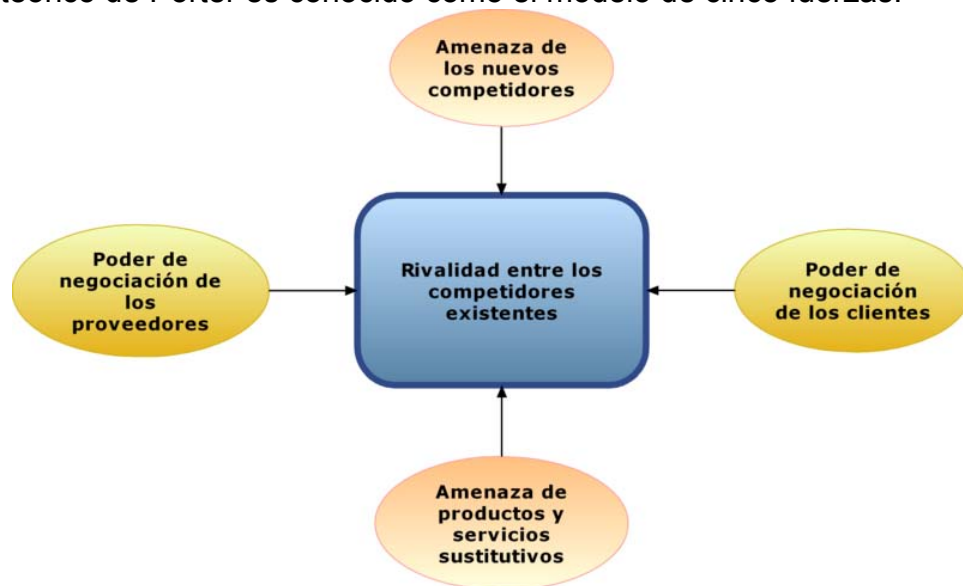 teórico de Porter es conocido como el modelo de cinco fuerzas.
Amenaza de
los nuevos
competidores
Poder de
negociación de
los
proveedores
Rivalidad entre los
competidores
existentes
Poder de
negociación
de los clientes
Amenaza de
productos y
servicios
sustitutivos